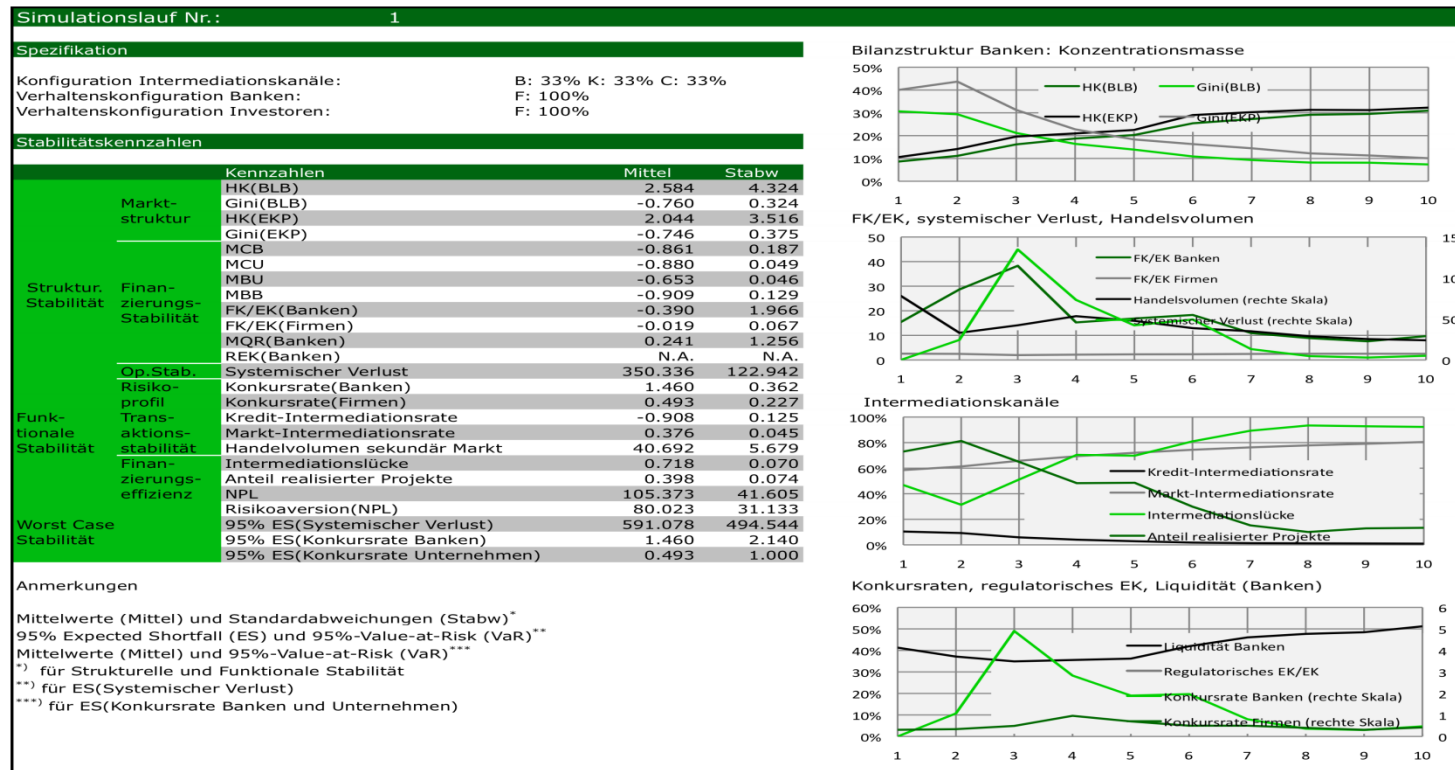 Simulationslauf Nr.: 1
Spezifikation
Konfiguration Intermediationskanäle: B: 33% K: 33% C: 33%
Verhaltenskonfiguration Banken: F: 100%
Verhaltenskonfiguration Investoren: F: 100%
Stabilitätskennzahlen
Kennzahlen Mittel Stabw
HK(BLB) 2.584 4.324
Markt- Gini(BLB) -0.760 0.324
struktur HK(EKP) 2.044 3.516
Gini(EKP) -0.746 0.375
MCB -0.861 0.187
MCU -0.880 0.049
Struktur. Finan- MBU -0.653 0.046
Stabilität zierungs- MBB -0.909 0.129
Stabilität FK/EK(Banken) -0.390 1.966
FK/EK(Firmen) -0.019 0.067
MQR(Banken) 0.241 1.256
REK(Banken) N.A. N.A.
Op.Stab. Systemischer Verlust 350.336 122.942
Risiko- Konkursrate(Banken) 1.460 0.362
profil Konkursrate(Firmen) 0.493 0.227
Funk- Trans- Kredit-Intermediationsrate -0.908 0.125
tionale aktions- Markt-Intermediationsrate 0.376 0.045
Stabilität stabilität Handelvolumen sekundär Markt 40.692 5.679
Finan- Intermediationslücke 0.718 0.070
zierungs- Anteil realisierter Projekte 0.398 0.074
effizienz NPL 105.373 41.605
Risikoaversion(NPL) 80.023 31.133
Worst Case 95% ES(Systemischer Verlust) 591.078 494.544
Stabilität 95% ES(Konkursrate Banken) 1.460 2.140
95% ES(Konkursrate Unternehmen) 0.493 1.000
Anmerkungen
Mittelwerte (Mittel) und Standardabweichungen (Stabw)*
95% Expected Shortfall (ES) und 95%-Value-at-Risk (VaR)**
Mittelwerte (Mittel) und 95%-Value-at-Risk (VaR)***
*) für Strukturelle und Funktionale Stabilität
**) für ES(Systemischer Verlust)
***) für ES(Konkursrate Banken und Unternehmen)
Bilanzstruktur Banken: Konzentrationsmasse
50%
40% HK(BLB) Gini(BLB)
30% HK(EKP) Gini(EKP)
20%
10%
0%
1 2 3 4 5 6 7 8 9 10
FK/EK, systemischer Verlust, Handelsvolumen
50 15
40 FK/EK Banken
30 FK/EK Firmen 10
Handelsvolumen (rechte Skala)
20 Systemischer Verlust (rechte Skala) 50
10
0 0
1 2 3 4 5 6 7 8 9 10
Intermediationskanäle
100%
80%
60% Kredit-Intermediationsrate
40% Markt-Intermediationsrate
20% Intermediationslücke
0% Anteil realisierter Projekte
1 2 3 4 5 6 7 8 9 10
Konkursraten, regulatorisches EK, Liquidität (Banken)
60% 6
50% 5
40% Liquidität Banken 4
30% Regulatorisches EK/EK 3
20% Konkursrate Banken (rechte Skala) 2
10% Konkursrate Firmen (rechte Skala) 1
0% 0
1 2 3 4 5 6 7 8 9 10